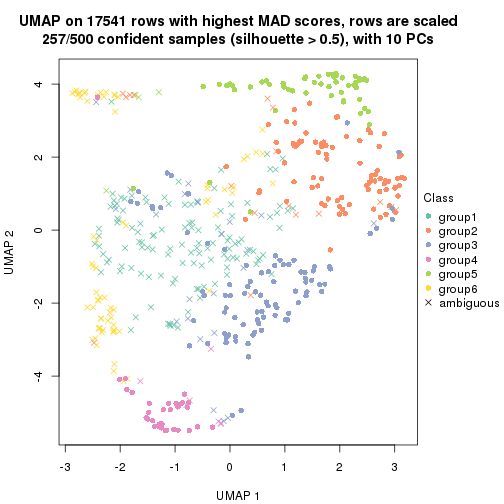 UMAP on 17541 rows with highest MAD scores, rows are scaled
257/500 confident samples (silhouette > 0.5), with 10 PCs
4
2
0
-2
-4
UMAP 2
-3
-2
-1
0
1
2
3
UMAP 1
Class
group1
group2
group3
group4
group5
group6
ambiguous